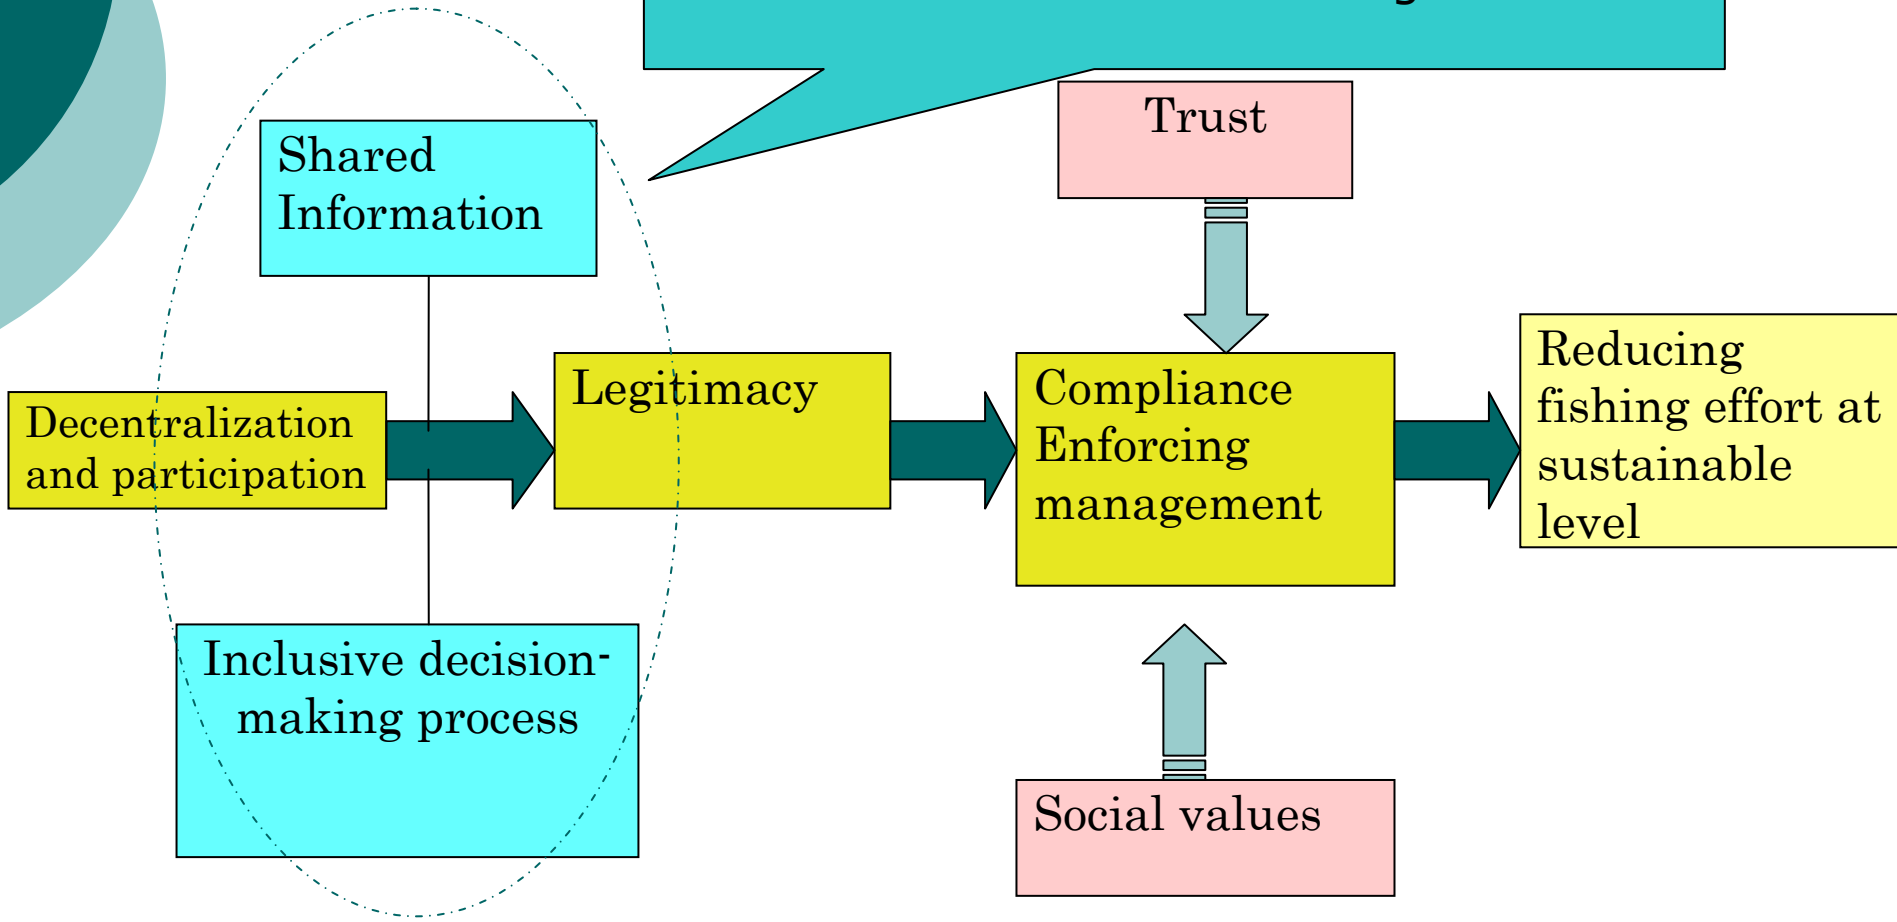 Trust
Shared
Information
Decentralization
and participation
Legitimacy
Compliance
Enforcing
management
Reducing
fishing effort at
sustainable
level
Inclusive decision-
making process
Social values